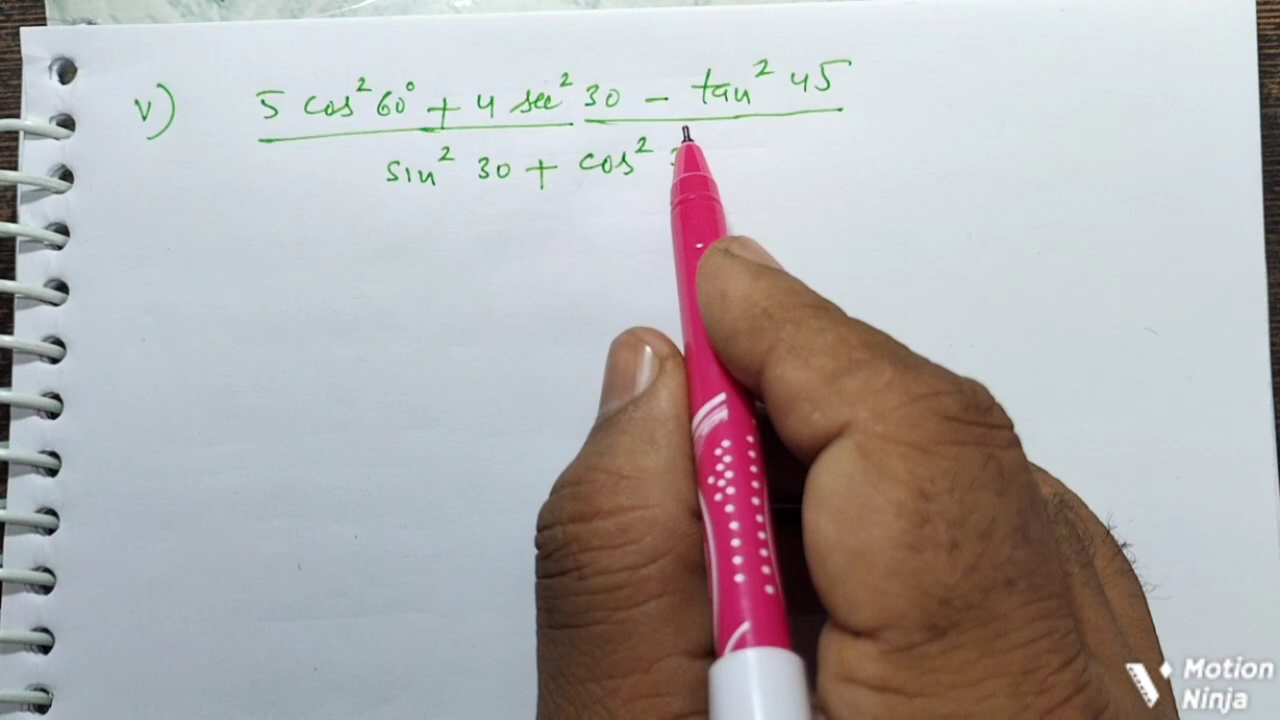 v) 5 cos² 60° + 4 sec² 30 - tan² 45
sin² 30 + cos²
Motion
Ninja